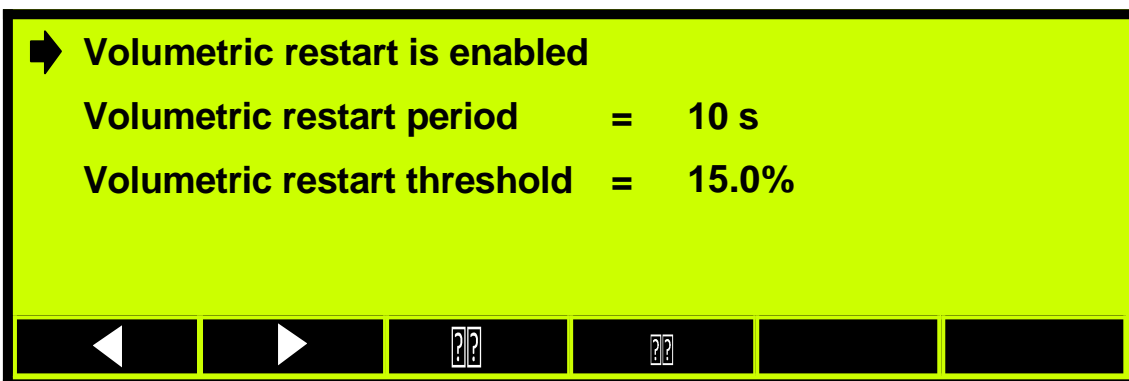 Volumetric restart is enabled
Volumetric restart period = 10 s
Volumetric restart threshold = 15.0%